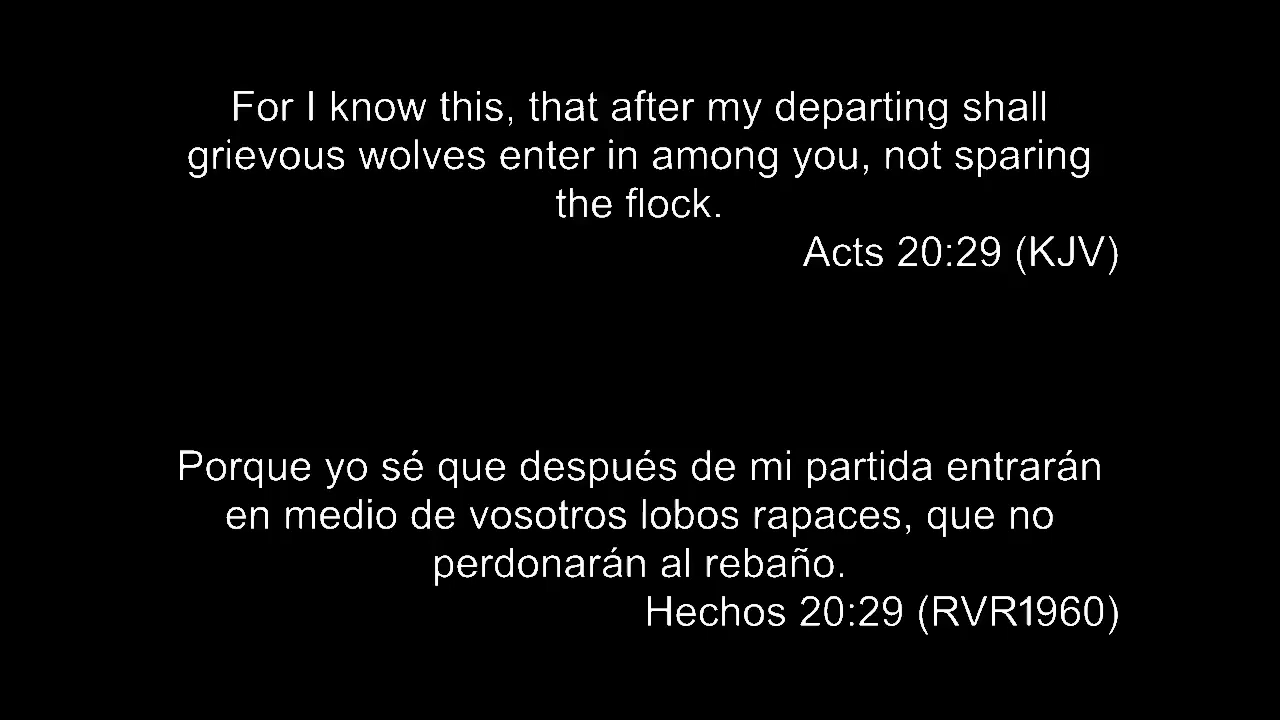 For I know this, that after my departing shall
grievous wolves enter in among you, not sparing
the flock.
Acts 20:29 (KJV)
Porque yo sé que después de mi partida entrarán
en medio de vosotros lobos rapaces, que no
perdonarán al rebaño.
Hechos 20:29 (RVR1960)